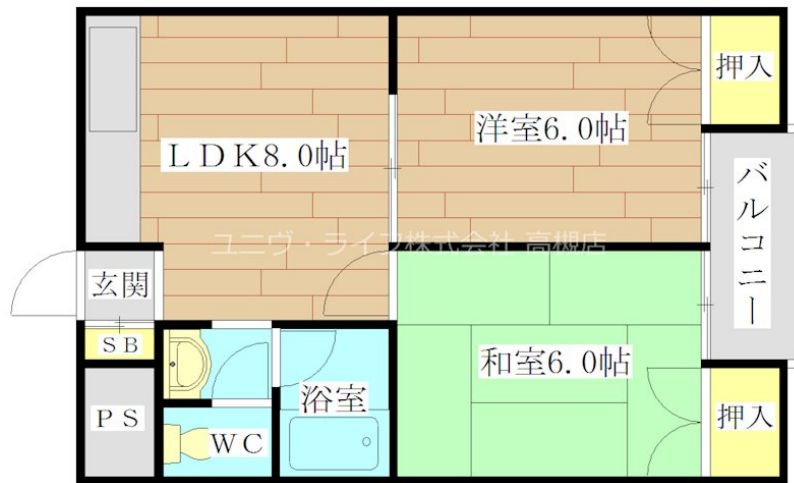 押入
洋室6.0帖
LDK8.0帖
バルコニー
ユニヴ・ライフ株式会社 高槻店
玄関
SB
和室6.0帖
浴室
PS
WC
押入